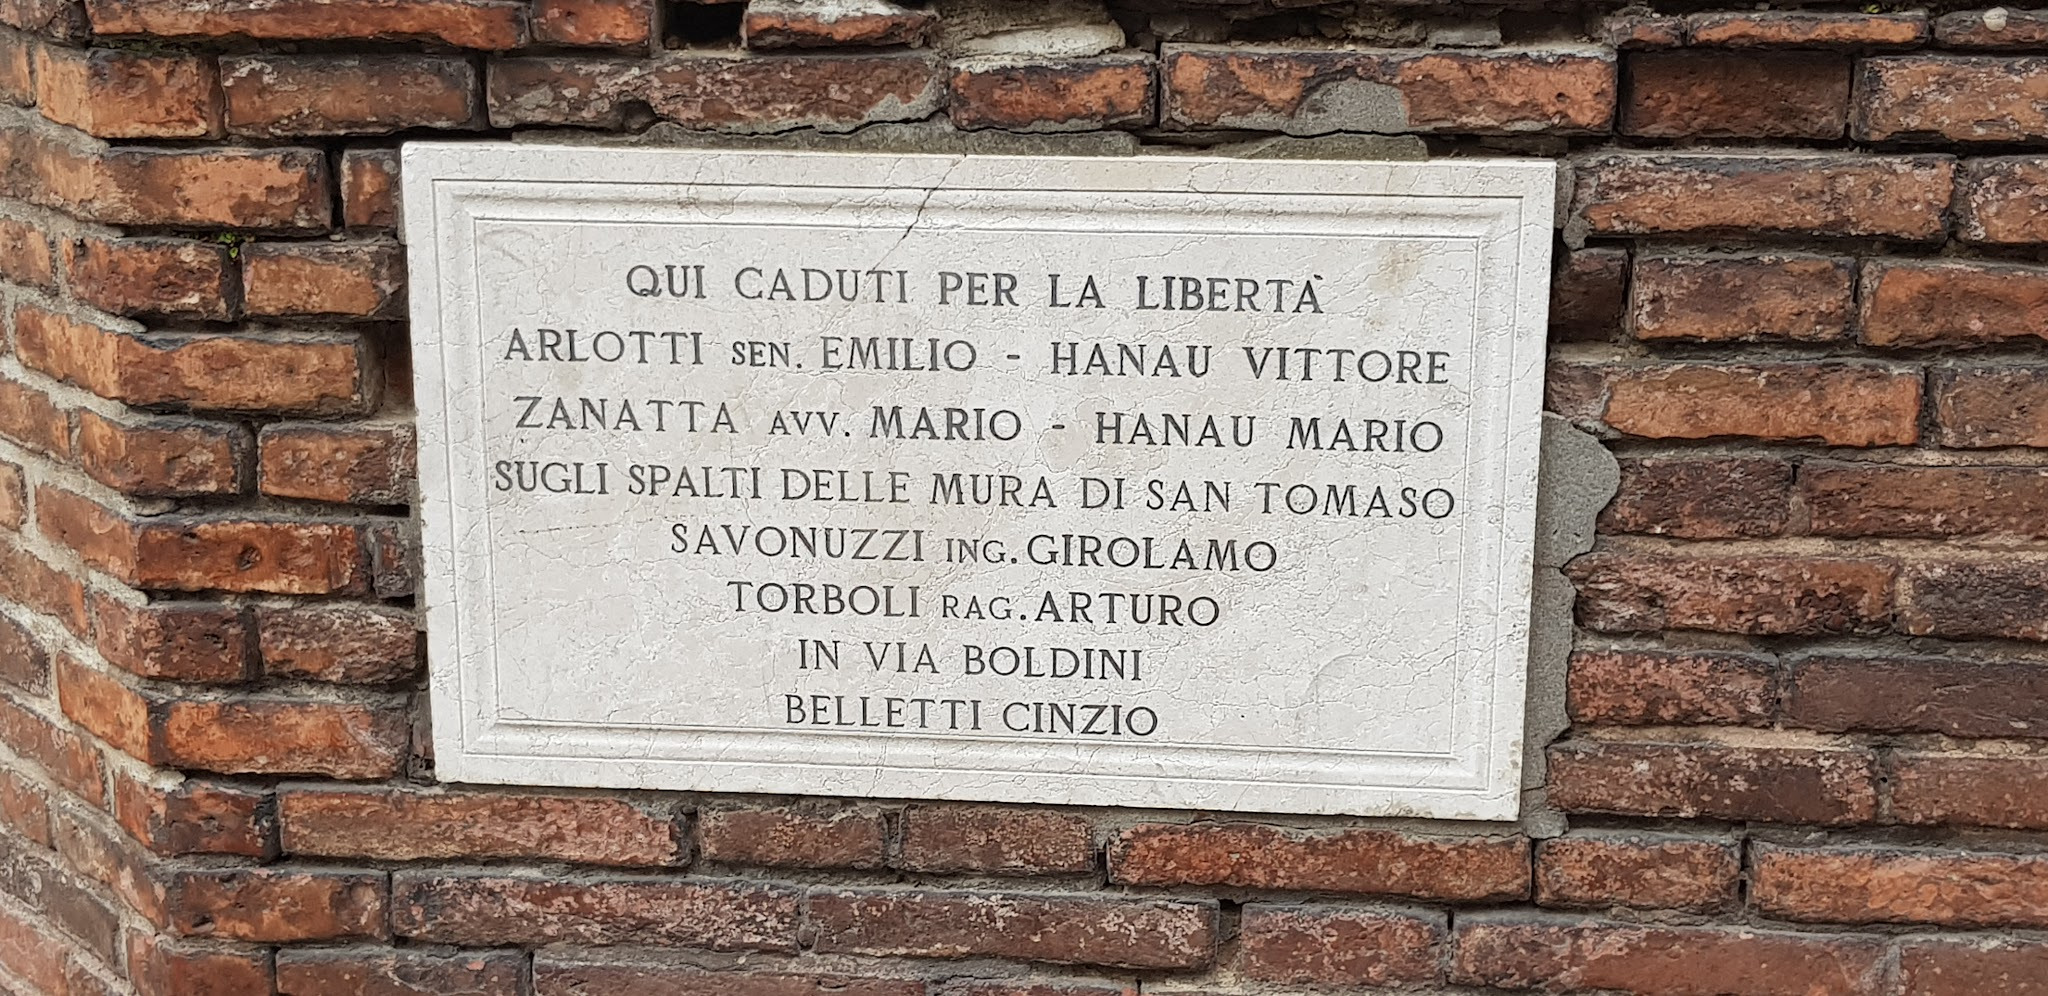 QUI CADUTI PER LA LIBERTÀ
ARLOTTI SEN. EMILIO - HANAU VITTORE
ZANATTA AVV. MARIO - HANAU MARIO
SUGLI SPALTI DELLE MURA DI SAN TOMASO
SAVONUZZI ING. GIROLAMO
TORBOLI RAG. ARTURO
IN VIA BOLDINI
BELLETTI CINZIO